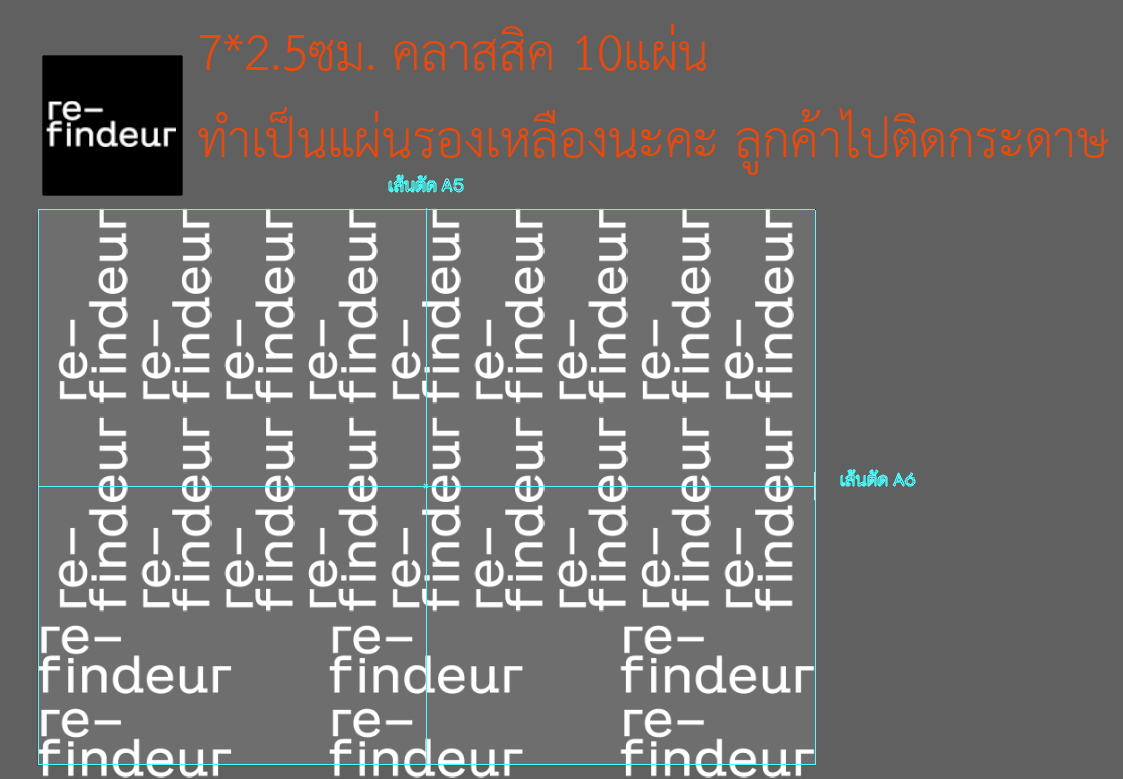 7*2.5ซม. คลาสสิค 10แผ่น
re-
findeur
ทำเป็นแผ่นรองเหลืองนะคะ ลูกค้าไปติดกระดาษ
เส้นตัด A5
re-
findeur
re-
findeur
re-
findeur
re-
findeur
re-
findeur
re-
findeur
re-
findeur
re-
findeur
re-
findeur
เส้นตัด A6
re-
findeur
re-
findeur
re-
findeur
re-
findeur
re-
findeur
re-
findeur
re-
findeur
re-
findeur
re-
findeur
re- re- re-
findeur findeur findeur
re- re- re-
findeur findeur findeur